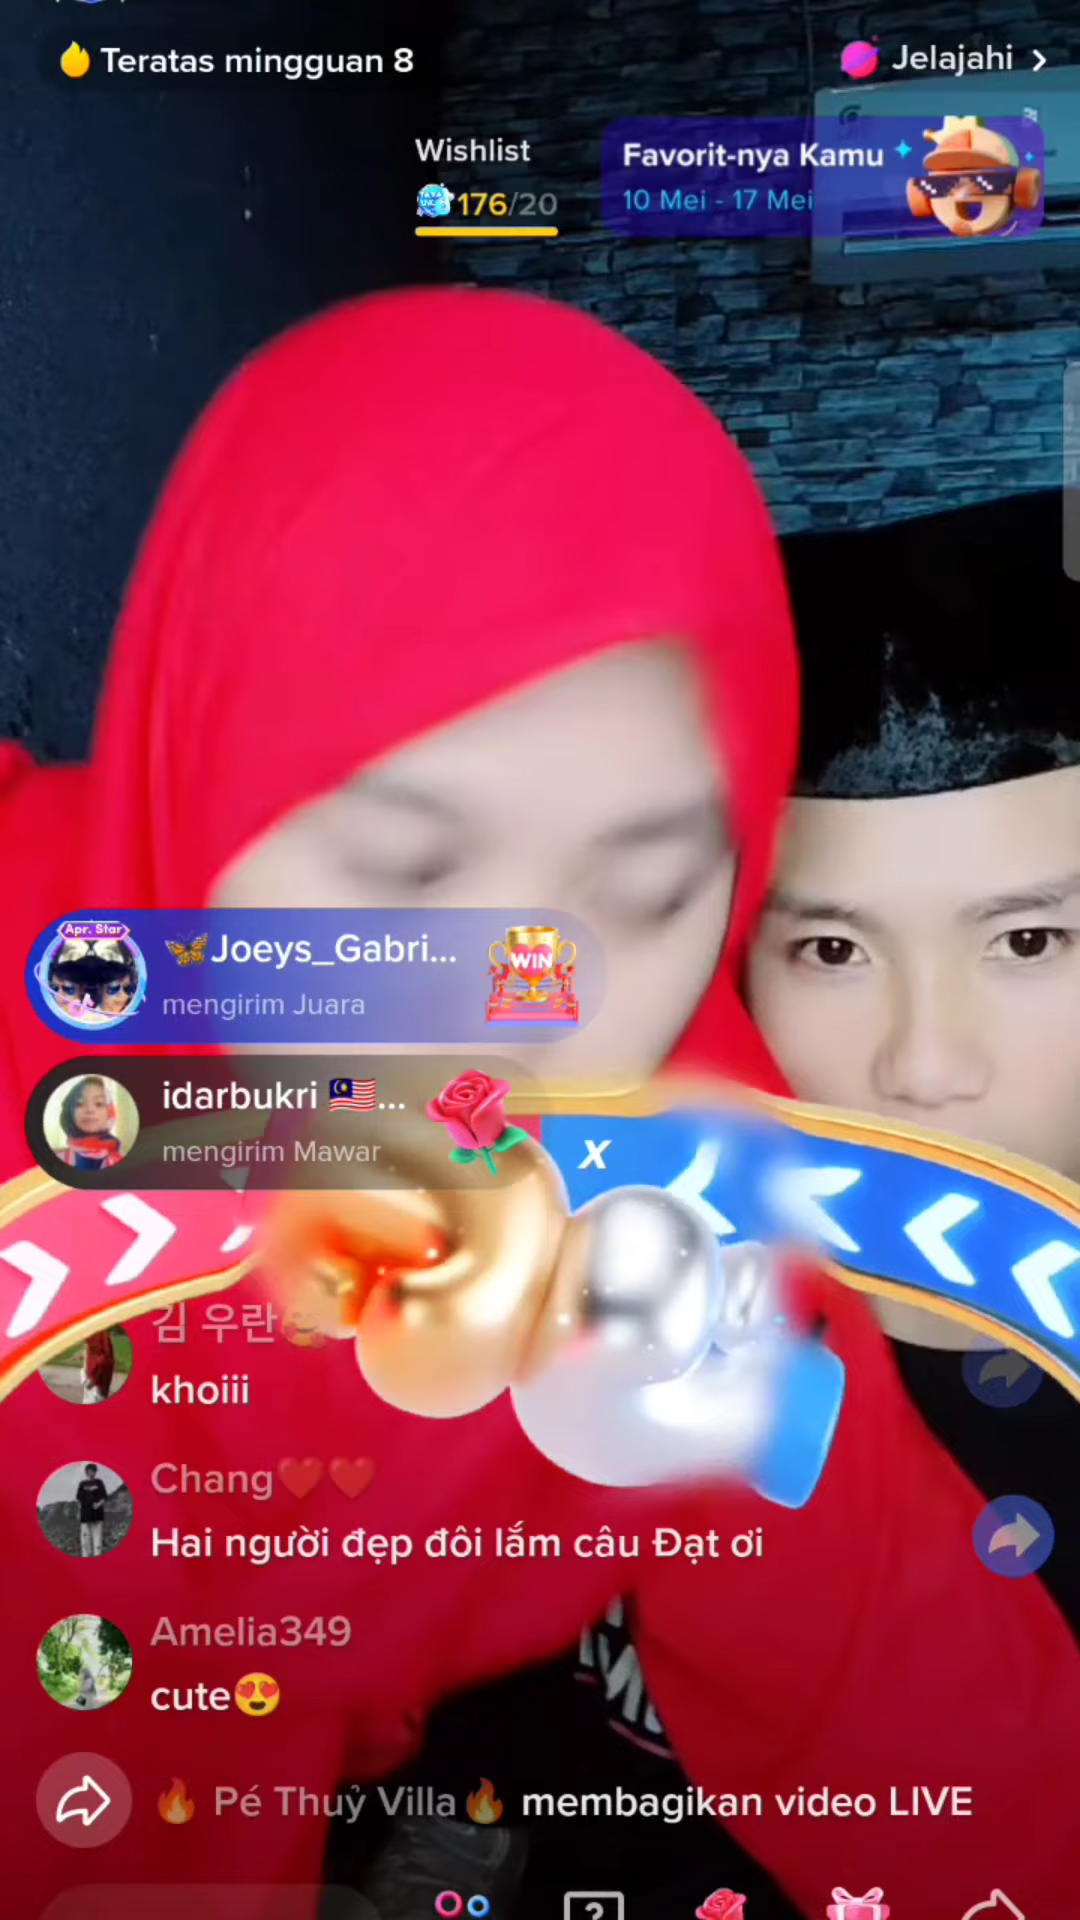 Teratas mingguan 8
Jelajahi
Wishlist
176/20
Favorit-nya Kamu
10 Mei - 17 Mei
Apr. Star
🦋Joeys_Gabri...
mengirim Juara
WIN
idarbukri 🇲🇾...
mengirim Mawar
x
김 우란🥰
khoiii
Chang❤️❤️
Hai người đẹp đôi lắm câu Đạt ơi
Amelia349
cute😍
🔥 Pé Thuỷ Villa🔥 membagikan video LIVE